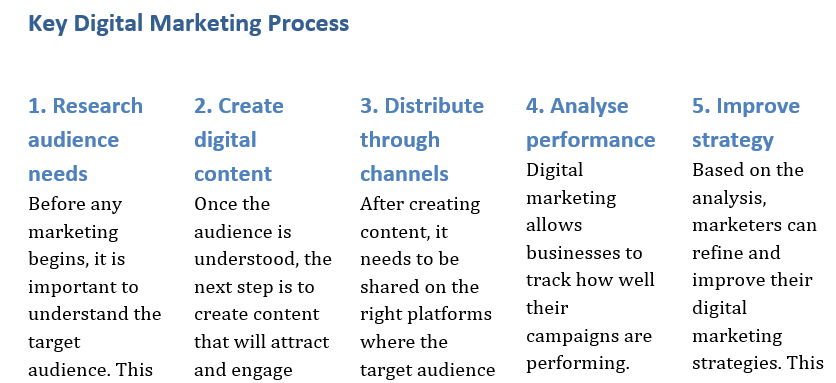 Key Digital Marketing Process
1. Research
audience
needs
Before any
marketing
begins, it is
important to
understand the
target
audience. This
2. Create
digital
content
Once the
audience is
understood, the
next step is to
create content
that will attract
and engage
3. Distribute
through
channels
After creating
content, it
needs to be
shared on the
right platforms
where the
target audience
4. Analyse
performance
Digital
marketing
allows
businesses to
track how well
their
campaigns are
performing.
5. Improve
strategy
Based on the
analysis,
marketers can
refine and
improve their
digital
marketing
strategies. This